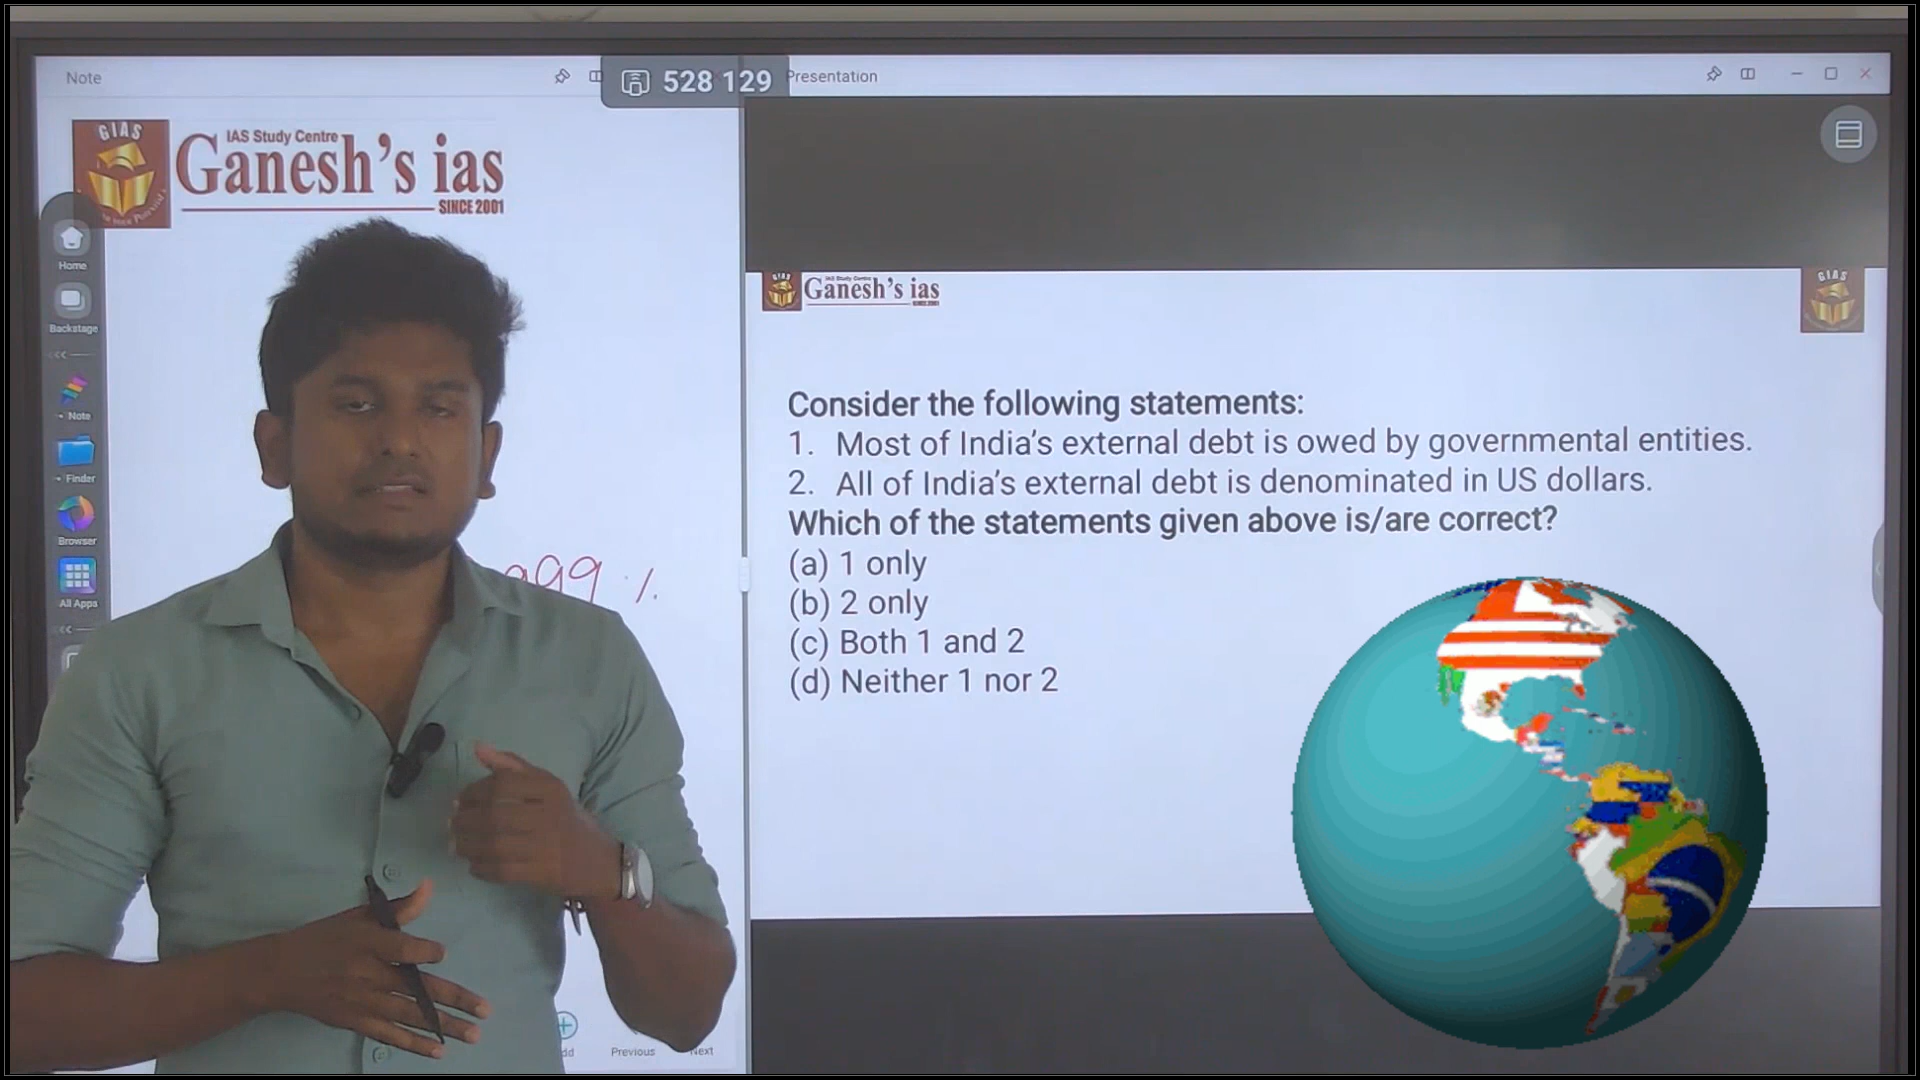 Note
528 129
Presentation
GIAS
IAS Study Centre
Ganesh's ias
SINCE 2001
Home
Backstage
Note
Finder
Browser
All Apps
99 %
Previous
Next
Ganesh's ias
GIAS
Consider the following statements:
1. Most of India's external debt is owed by governmental entities.
2. All of India's external debt is denominated in US dollars.
Which of the statements given above is/are correct?
(a) 1 only
(b) 2 only
(c) Both 1 and 2
(d) Neither 1 nor 2